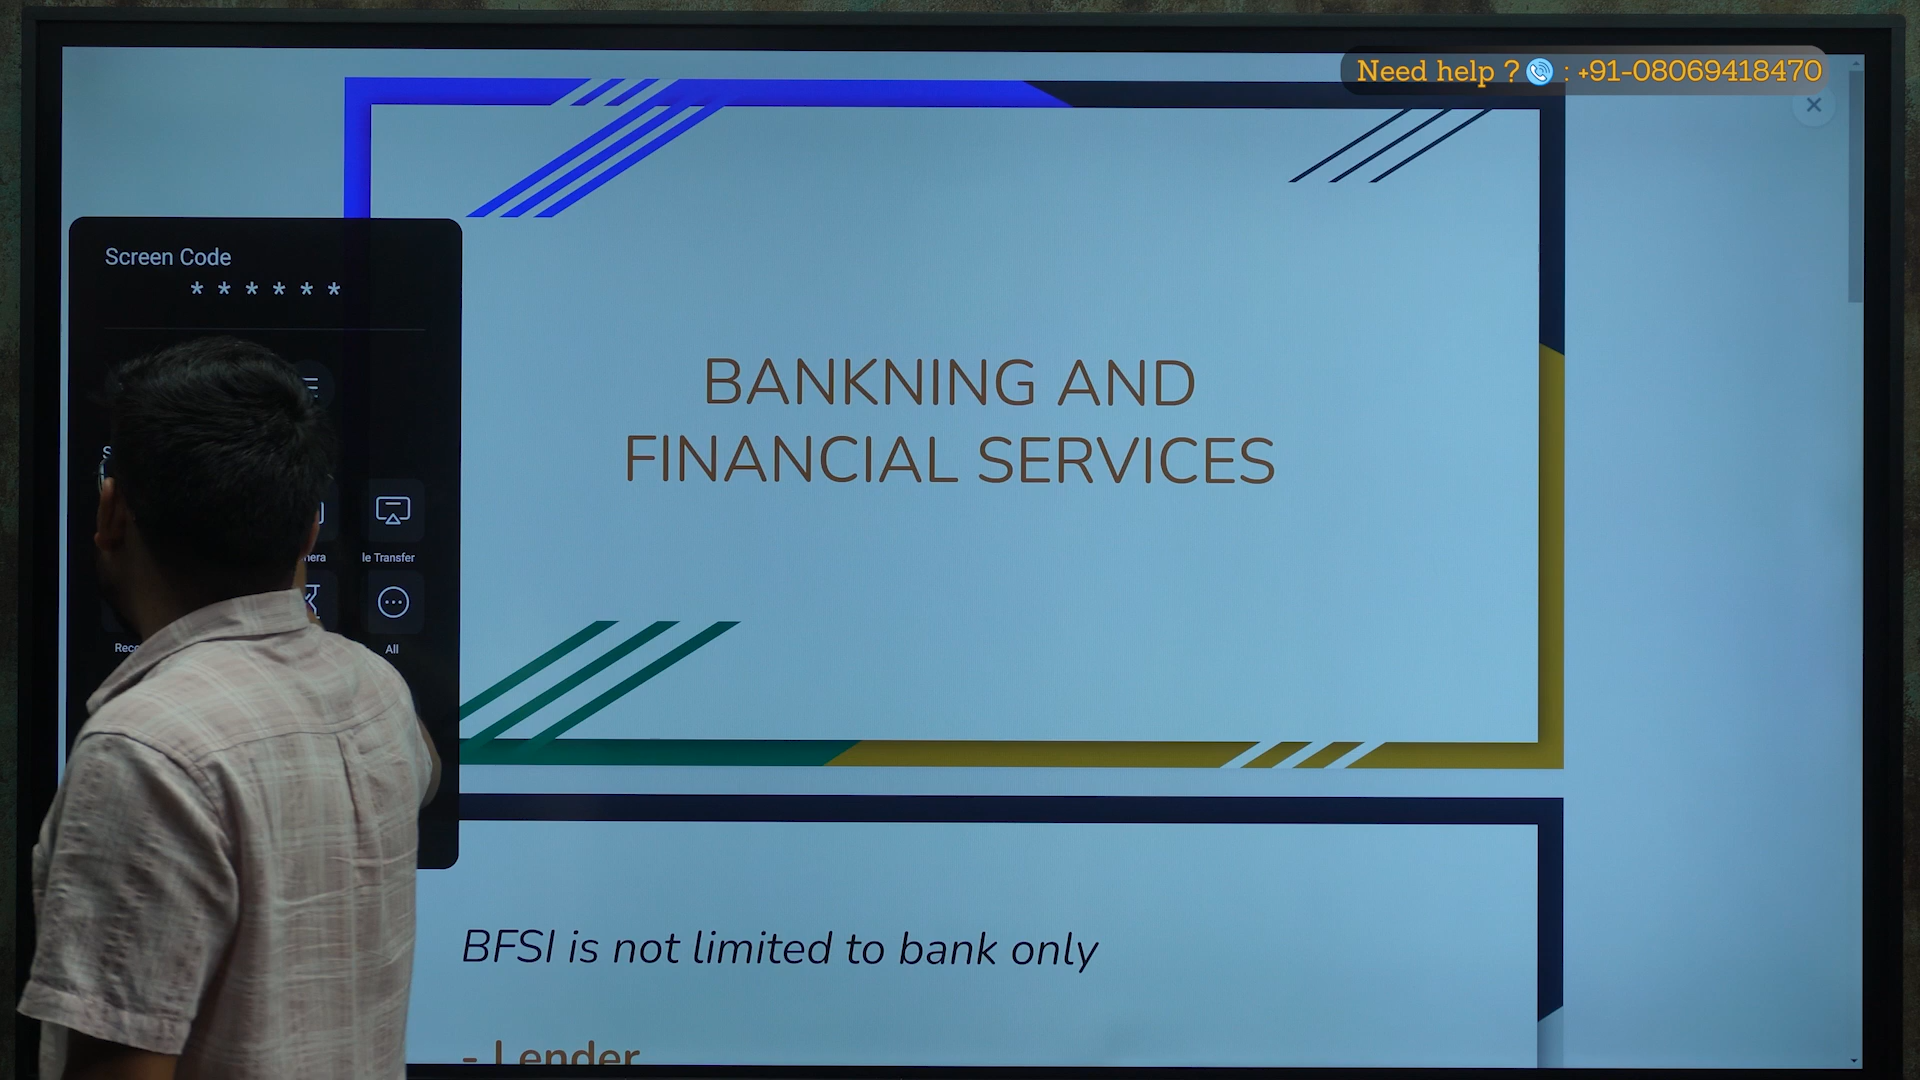 Need help ? : +91-08069418470
Screen Code
* * * * * *
BANKNING AND
FINANCIAL SERVICES
le Transfer
All
BFSI is not limited to bank only
- Lender